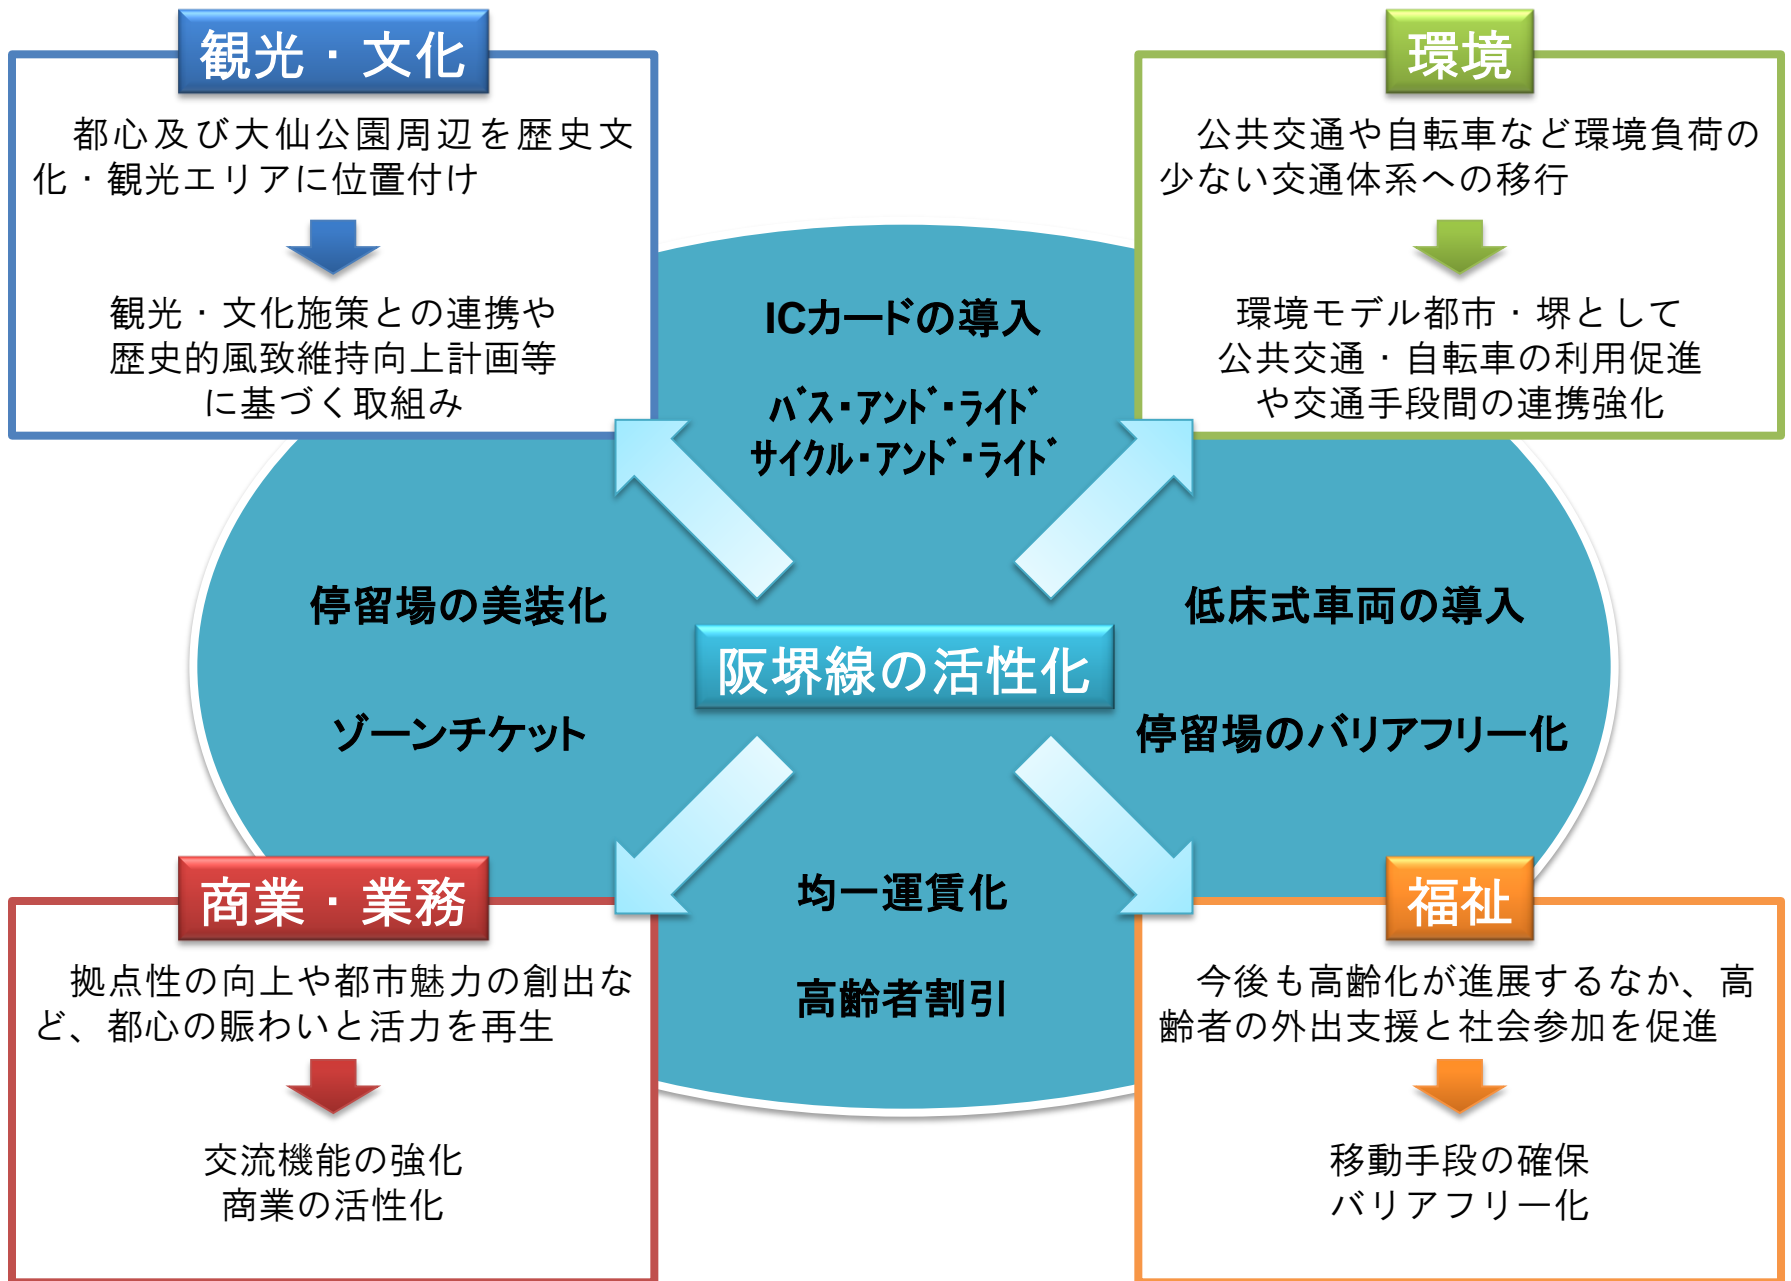 観光・文化
都心及び大仙公園周辺を歴史文
化・観光エリアに位置付け
観光・文化施策との連携や
歴史的風致維持向上計画等
に基づく取組み
環境
公共交通や自転車など環境負荷の
少ない交通体系への移行
環境モデル都市・堺として
公共交通・自転車の利用促進
や交通手段間の連携強化
ICカードの導入
ﾊﾞｽ・ｱﾝﾄﾞ・ﾗｲﾄﾞ
ｻｲｸﾙ・ｱﾝﾄﾞ・ﾗｲﾄﾞ
停留場の美装化
ゾーンチケット
阪堺線の活性化
低床式車両の導入
停留場のバリアフリー化
均一運賃化
高齢者割引
商業・業務
拠点性の向上や都市魅力の創出な
ど、都心の賑わいと活力を再生
交流機能の強化
商業の活性化
福祉
今後も高齢化が進展するなか、高
齢者の外出支援と社会参加を促進
移動手段の確保
バリアフリー化